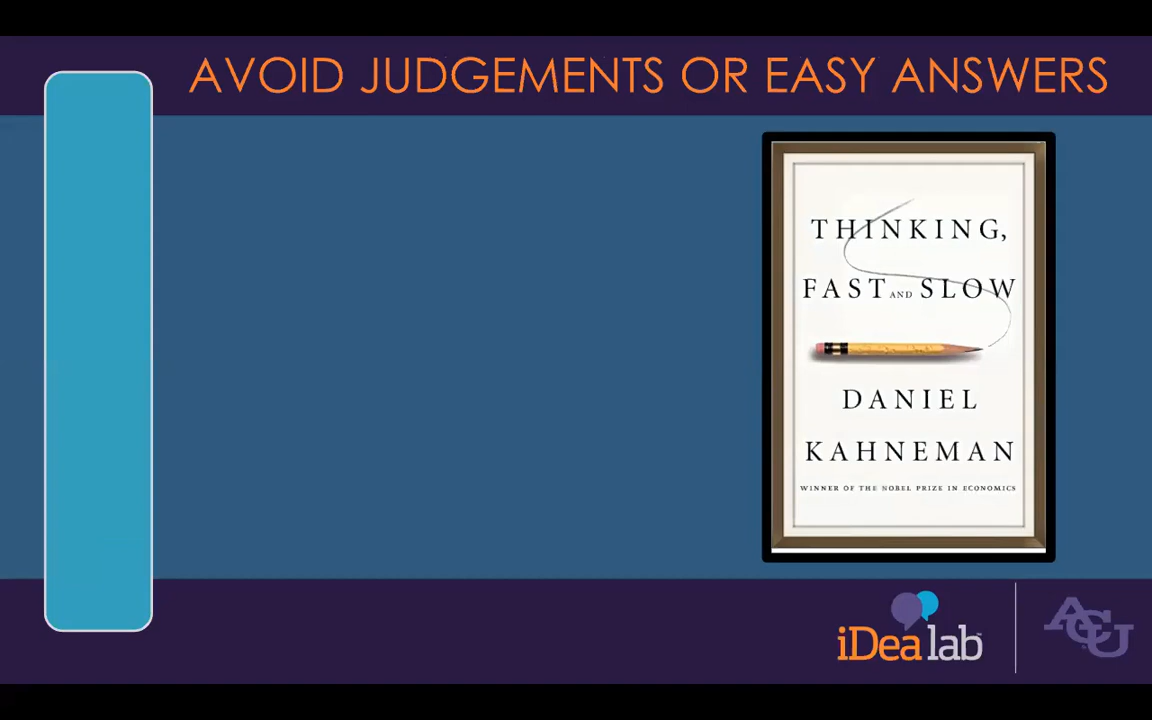 AVOID JUDGEMENTS OR EASY ANSWERS
THINKING,
FAST AND SLOW
DANIEL
KAHNEMAN
WINNER OF THE NOBEL PRIZE IN ECONOMICS
iDea lab
ACU